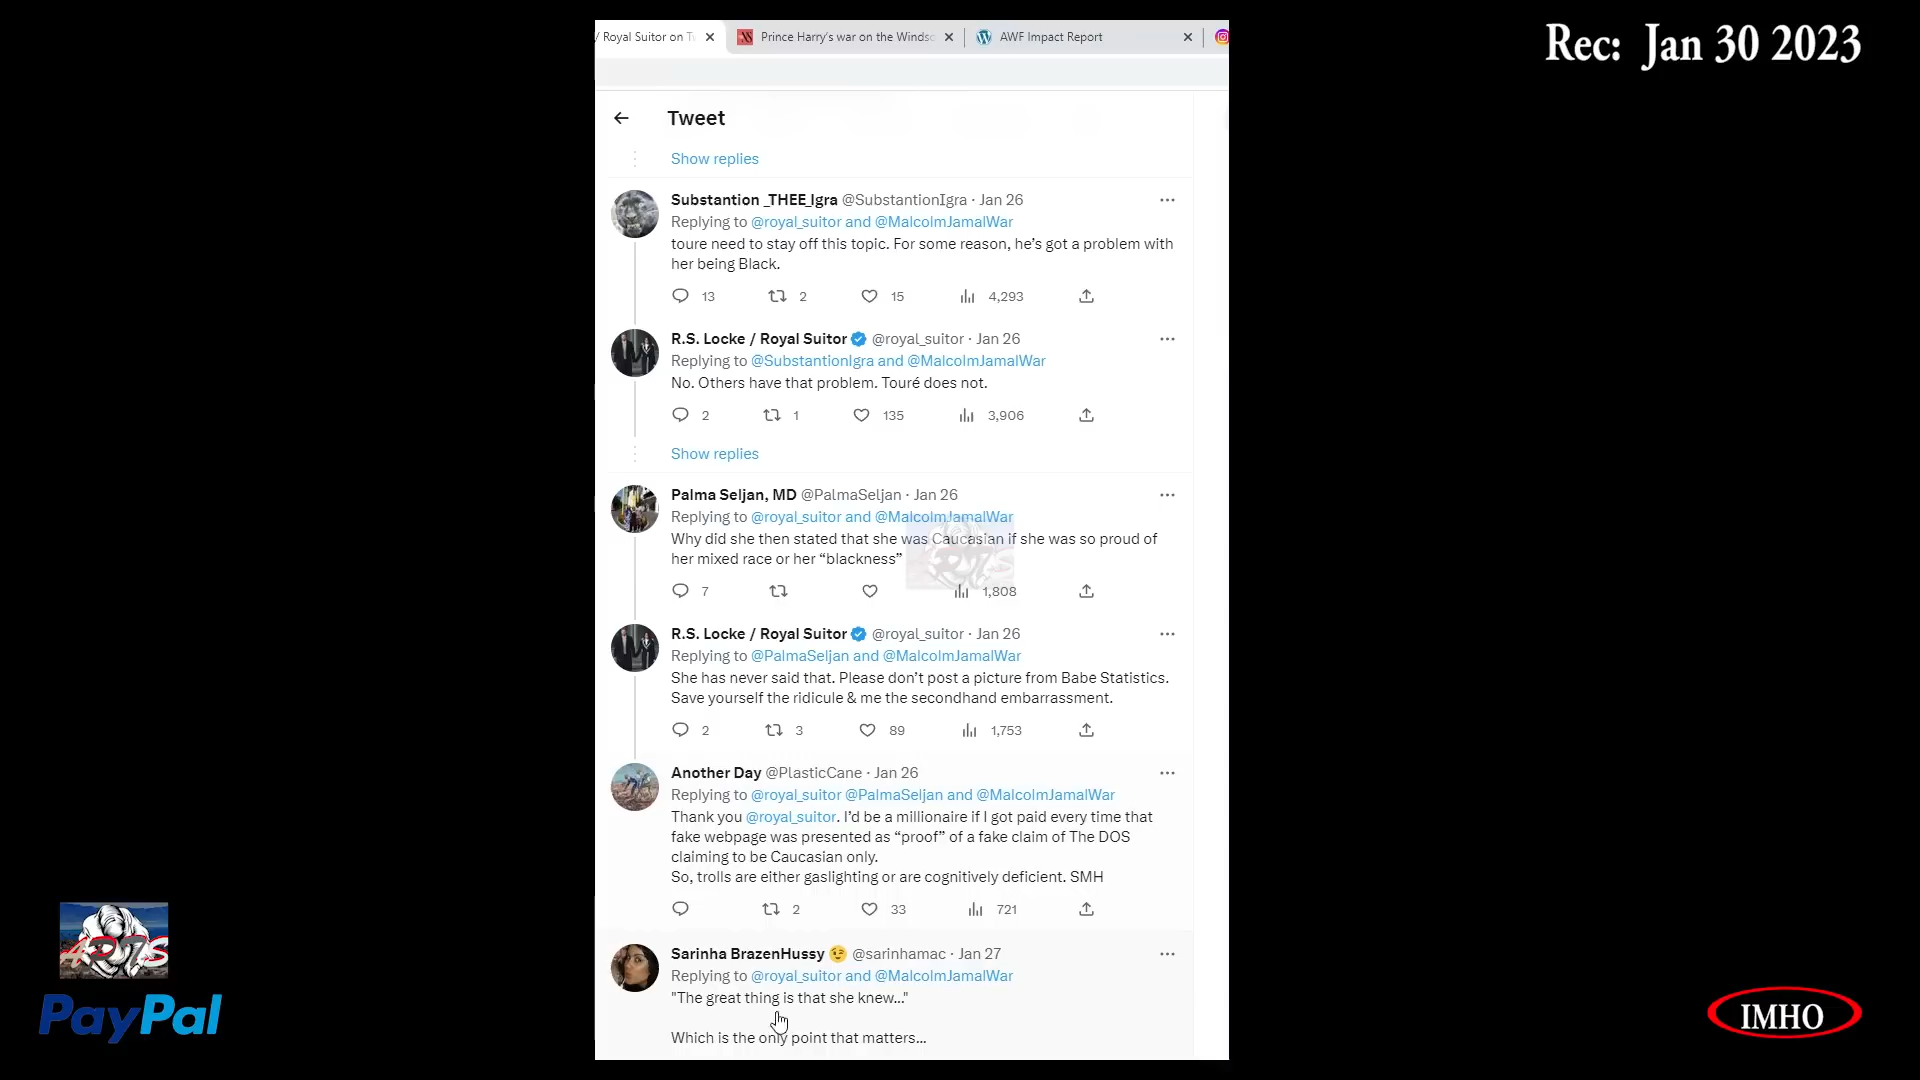 Rec: Jan 30 2023
/ Royal Suitor on Tw
Prince Harry's war on the Windso
AWF Impact Report
Tweet
Show replies
Substantion _THEE_Igra @SubstantionIgra · Jan 26
Replying to @royal_suitor and @MalcolmJamalWar
toure need to stay off this topic. For some reason, he's got a problem with
her being Black.
13 2 15 4,293
R.S. Locke / Royal Suitor @royal_suitor · Jan 26
Replying to @SubstantionIgra and @MalcolmJamalWar
No. Others have that problem. Touré does not.
2 1 135 3,906
Show replies
Palma Seljan, MD @PalmaSeljan · Jan 26
Replying to @royal_suitor and @MalcolmJamalWar
Why did she then stated that she was Caucasian if she was so proud of
her mixed race or her “blackness”
7 1,808
R.S. Locke / Royal Suitor @royal_suitor · Jan 26
Replying to @PalmaSeljan and @MalcolmJamalWar
She has never said that. Please don't post a picture from Babe Statistics.
Save yourself the ridicule & me the secondhand embarrassment.
2 3 89 1,753
Another Day @PlasticCane · Jan 26
Replying to @royal_suitor @PalmaSeljan and @MalcolmJamalWar
Thank you @royal_suitor. I'd be a millionaire if I got paid every time that
fake webpage was presented as “proof” of a fake claim of The DOS
claiming to be Caucasian only.
So, trolls are either gaslighting or are cognitively deficient. SMH
2 33 721
Sarinha BrazenHussy 😉 @sarinhamac · Jan 27
Replying to @royal_suitor and @MalcolmJamalWar
"The great thing is that she knew..."
Which is the only point that matters...
PayPal
IMHO